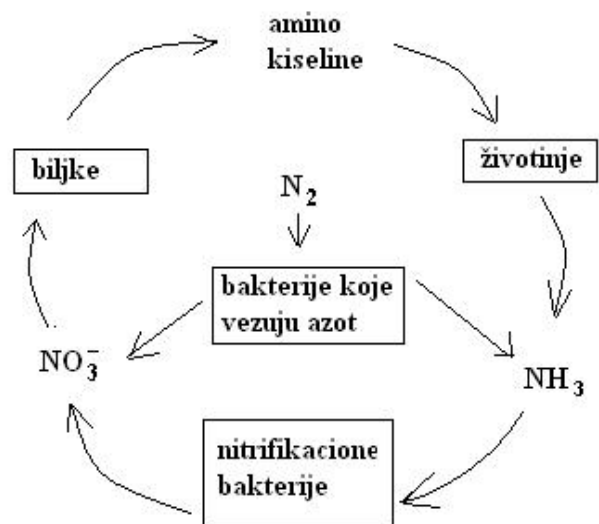 amino
kiseline
biljke
životinje
N₂
bakterije koje
vezuju azot
NO₃⁻
NH₃
nitrifikacione
bakterije